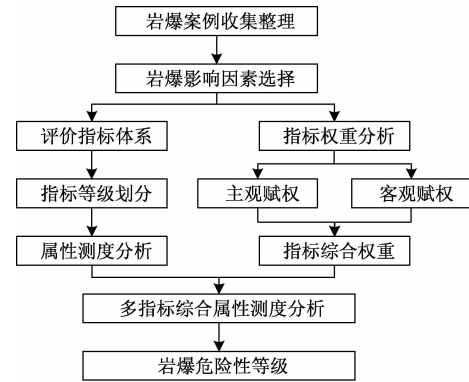 岩爆案例收集整理
岩爆影响因素选择
评价指标体系
指标权重分析
指标等级划分
主观赋权
客观赋权
属性测度分析
指标综合权重
多指标综合属性测度分析
岩爆危险性等级